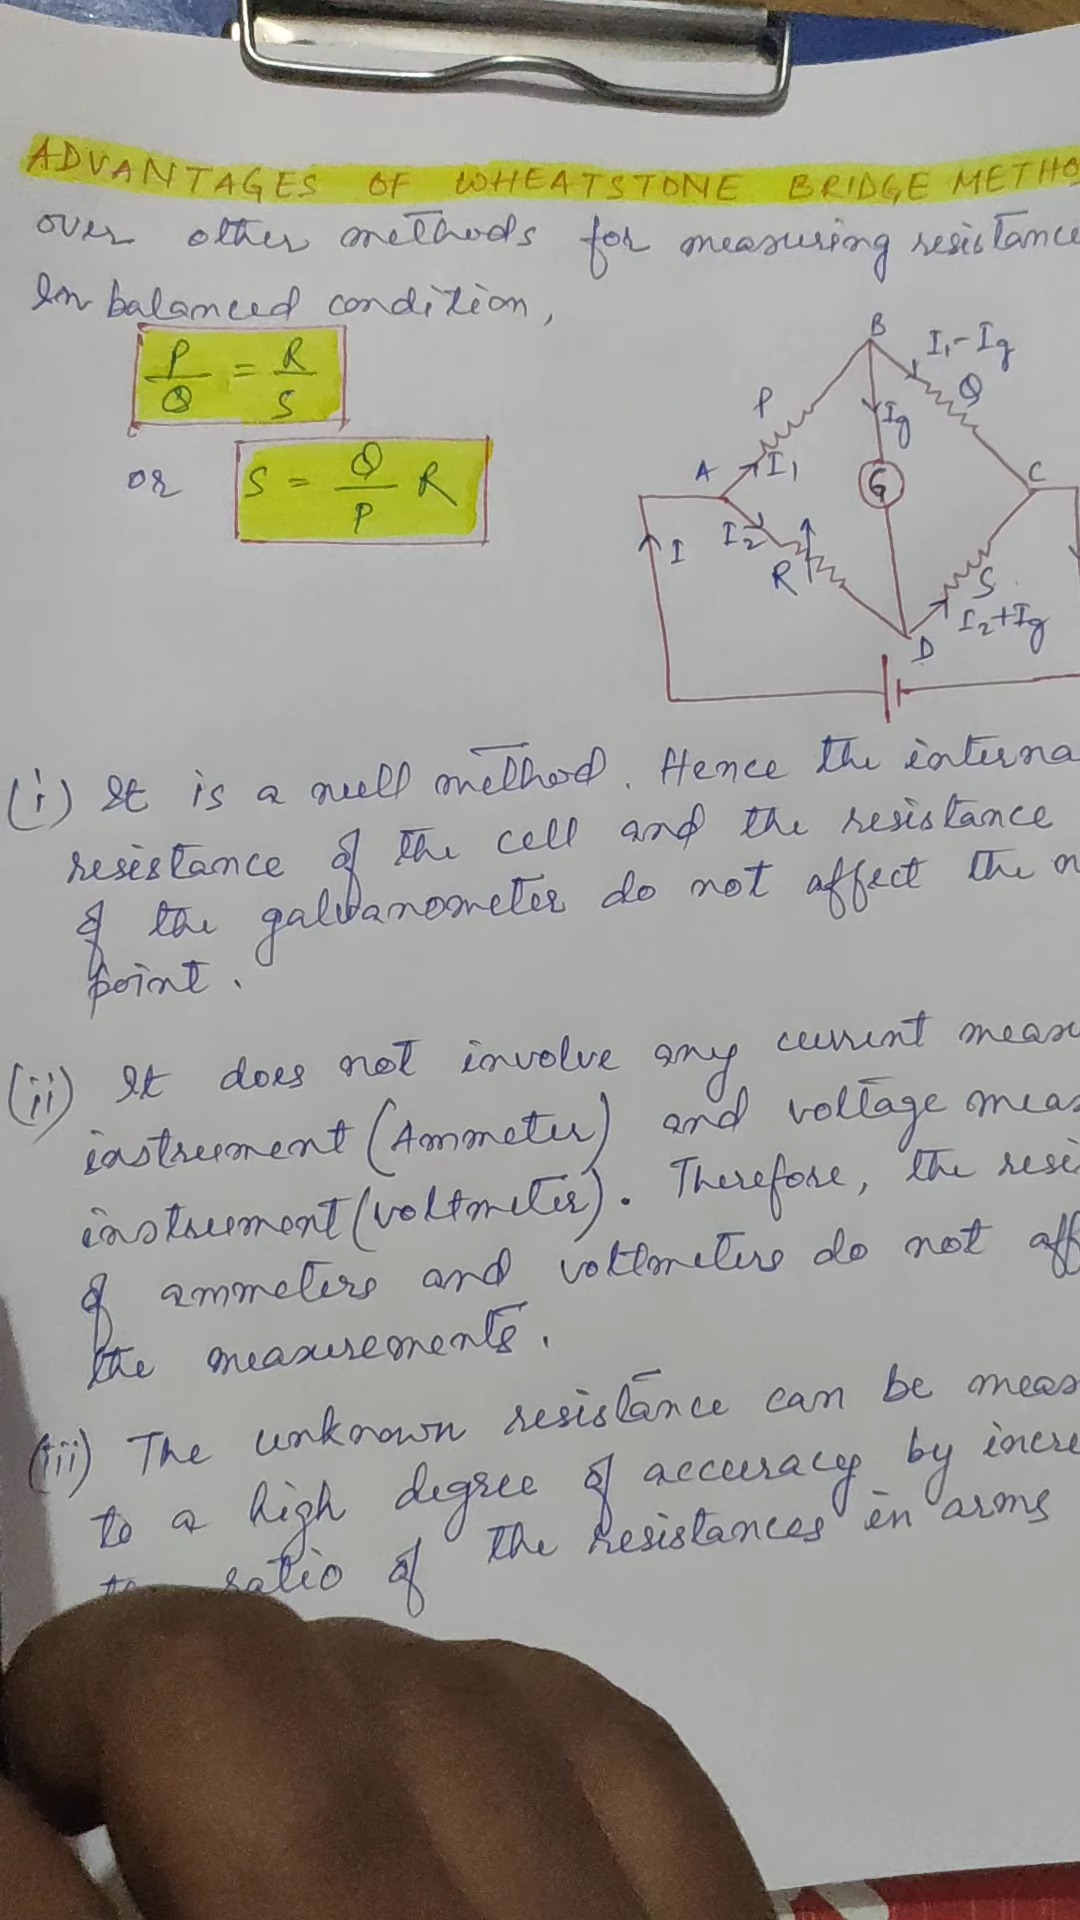 ADVANTAGES OF WHEATSTONE BRIDGE METHO
over other methods for measuring resistance
In balanced condition,
P/Q = R/S
or S = Q/P R
B
I₁-Ig
P
Q
Ig
A
I₁
G
C
I
I₂
R
S
I₂+Ig
D
(i) It is a null method. Hence the interna
resistance of the cell and the resistance
of the galvanometer do not affect the n
point.
(ii) It does not involve any current measu
instrument (Ammeter) and voltage meas
instrument (voltmeter). Therefore, the resi
of ammeters and voltmeters do not aff
the measurements.
(iii) The unknown resistance can be meas
to a high degree of accuracy by incre
ratio of the resistances in arms